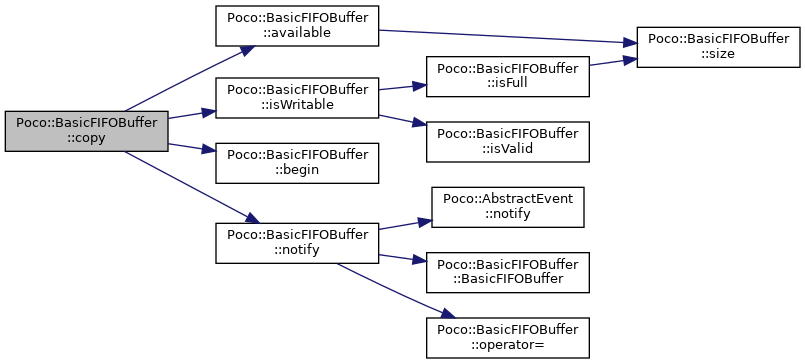 Poco::BasicFIFOBuffer
::copy
Poco::BasicFIFOBuffer
::available
Poco::BasicFIFOBuffer
::isWritable
Poco::BasicFIFOBuffer
::begin
Poco::BasicFIFOBuffer
::notify
Poco::BasicFIFOBuffer
::isFull
Poco::BasicFIFOBuffer
::isValid
Poco::AbstractEvent
::notify
Poco::BasicFIFOBuffer
::BasicFIFOBuffer
Poco::BasicFIFOBuffer
::operator=
Poco::BasicFIFOBuffer
::size